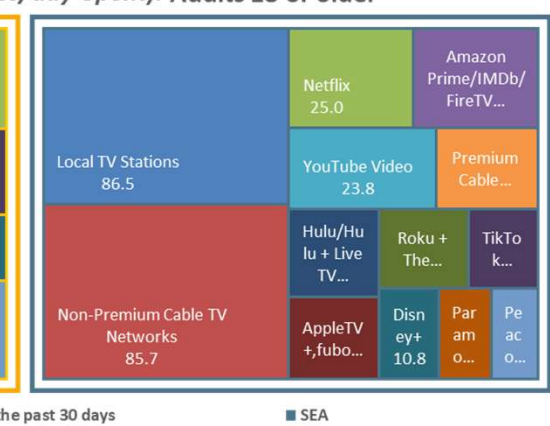 Adults 18 or older
Local TV Stations
86.5
Non-Premium Cable TV
Networks
85.7
Netflix
25.0
Amazon
Prime/IMDb/
FireTV...
YouTube Video
23.8
Premium
Cable...
Hulu/Hu
lu + Live
TV...
Roku +
The...
TikTo
k...
AppleTV
+,fubo...
Disn
ey+
10.8
Par
am
o...
Pe
ac
o...
the past 30 days
SEA